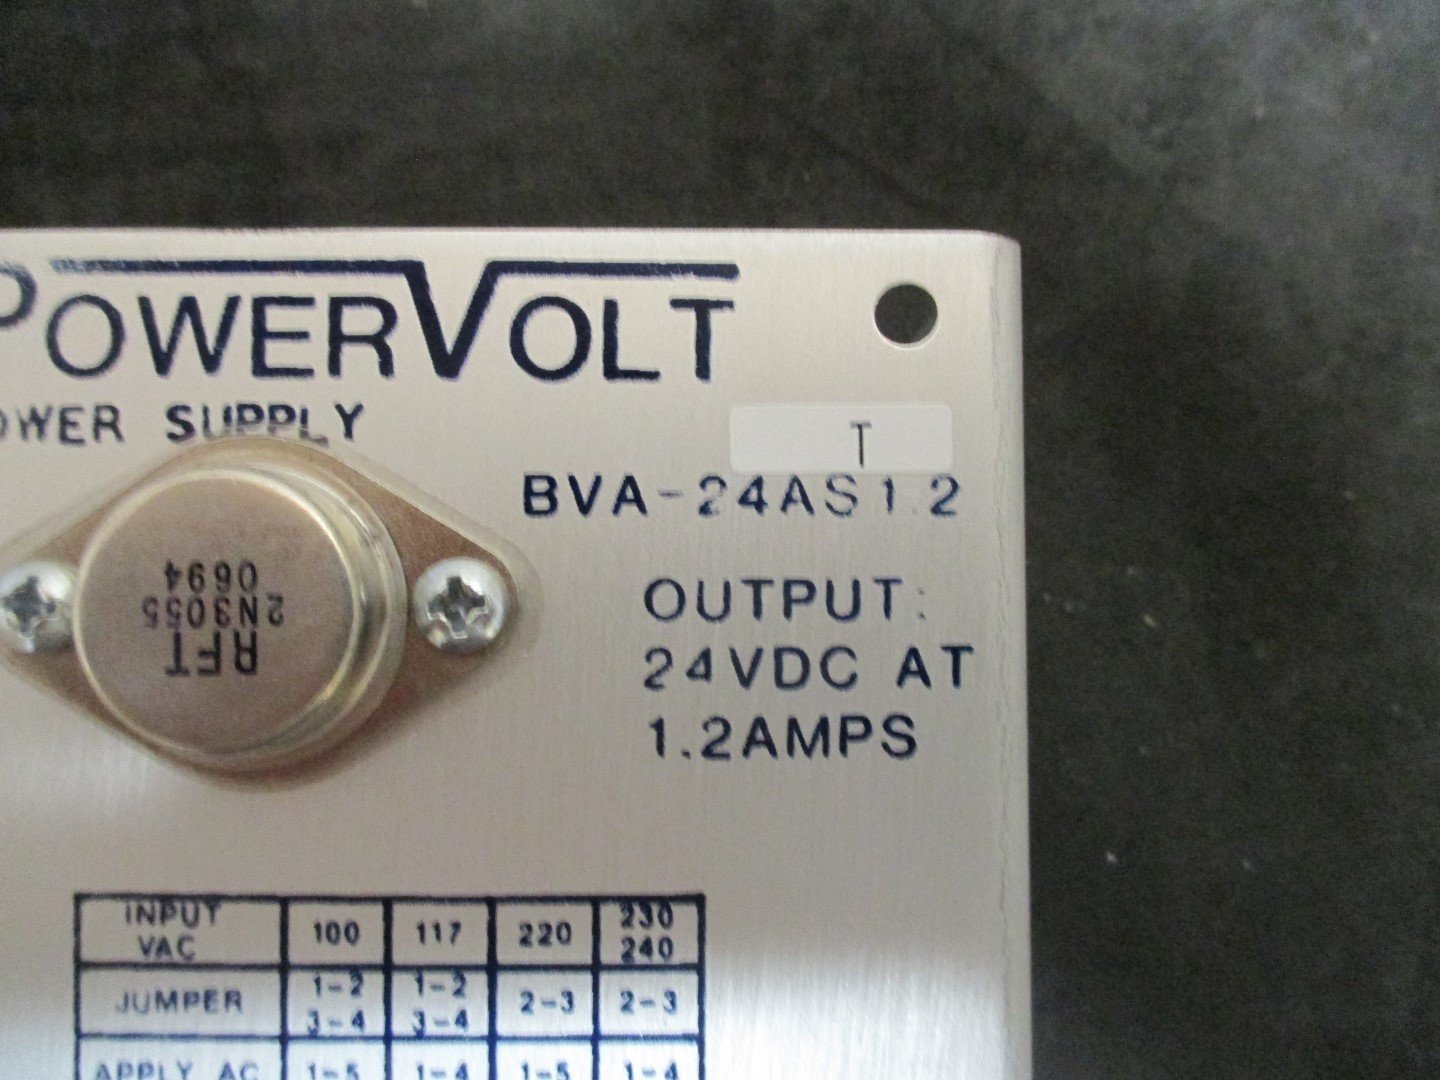 POWERVOLT
POWER SUPPLY
T
BVA-24AS1.2
OUTPUT:
24VDC AT
1.2AMPS
RFT
2N3055
0694
INPUT VAC 100 117 220 230 240
JUMPER 1-2 3-4 1-2 3-4 2-3 2-3
APPLY AC 1-5 1-4 1-5 1-4